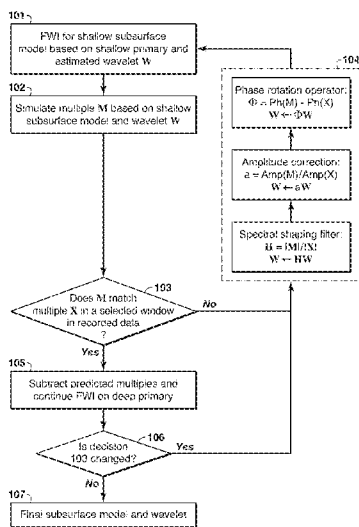 101
FWI for shallow subsurface
model based on shallow primary and
estimated wavelet W
102
Simulate multiple M based on shallow
subsurface model and wavelet W
103
Does M match
multiple X in a selected window
in recorded data
?
No
Yes
104
Phase rotation operator:
Φ = Ph(M) - Ph(X)
W ← ΦW
Amplitude correction:
a = Amp(M)/Amp(X)
W ← aW
Spectral shaping filter:
H = |M|/|X|
W ← HW
105
Subtract predicted multiples and
continue FWI on deep primary
106
Is decision
103 changed?
Yes
No
107
Final subsurface model and wavelet